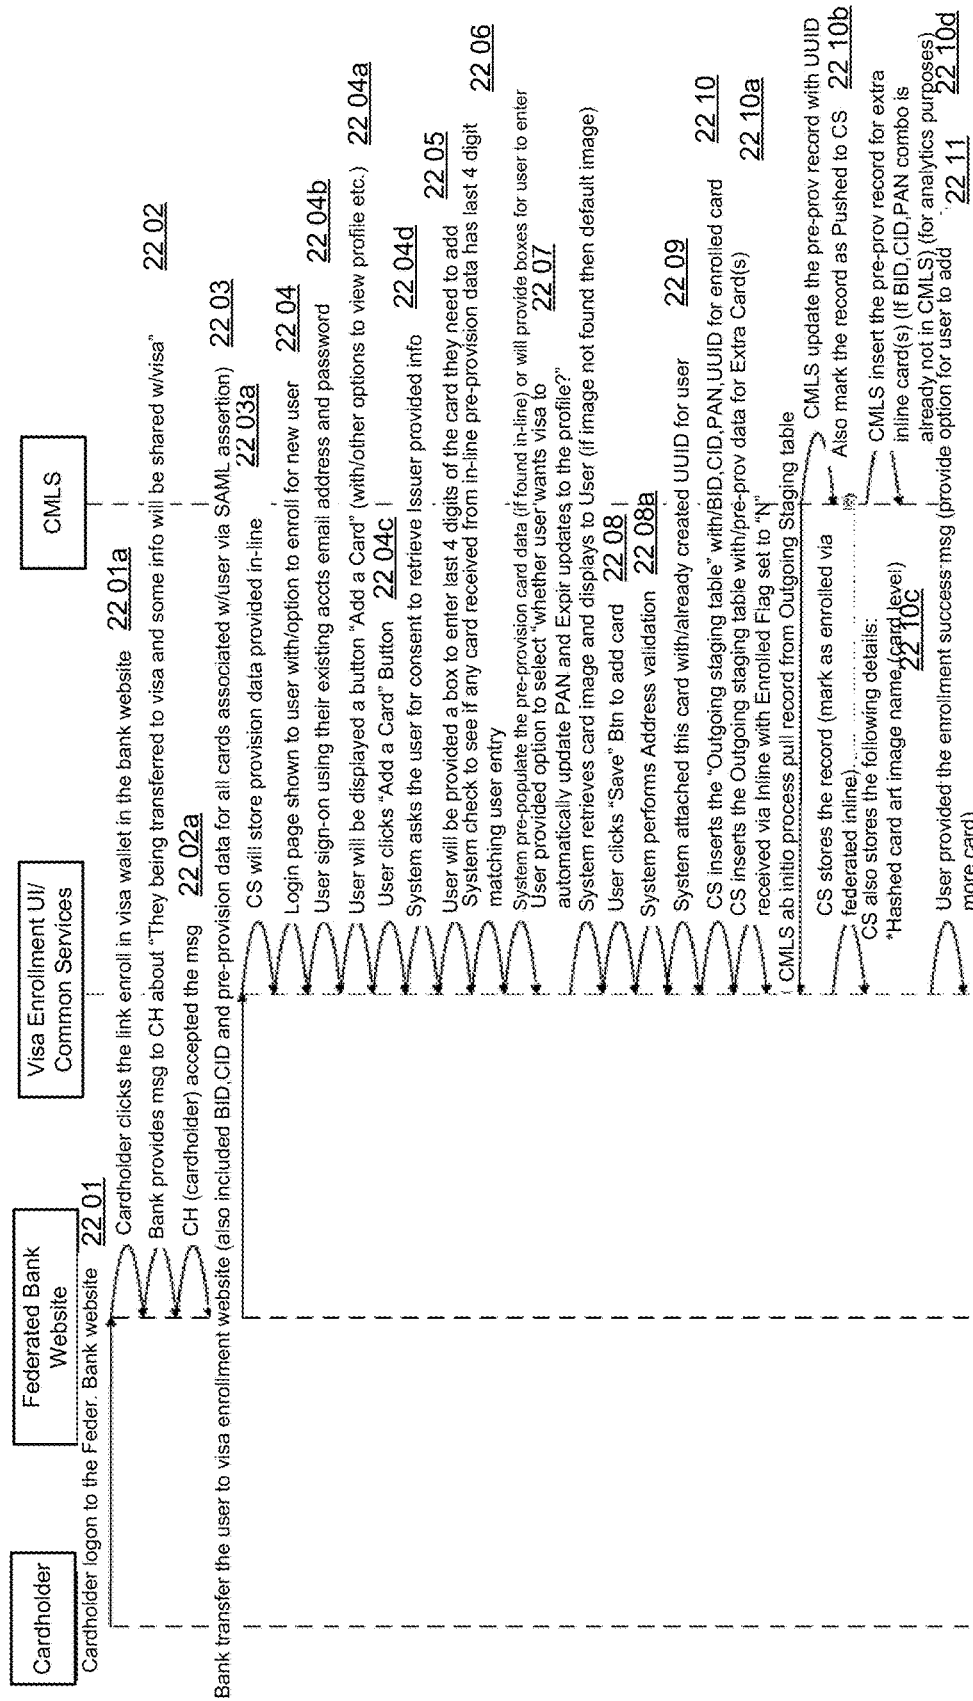 Cardholder
Federated Bank
Website
Visa Enrollment UI/
Common Services
CMLS
Cardholder logon to the Feder. Bank website 22 01
Cardholder clicks the link enroll in visa wallet in the bank website 22 01a
Bank provides msg to CH about "They being transferred to visa and some info will be shared w/visa" 22 02
CH (cardholder) accepted the msg 22 02a
Bank transfer the user to visa enrollment website (also included BID,CID and pre-provision data for all cards associated w/user via SAML assertion) 22 03
CS will store provision data provided in-line 22 03a
Login page shown to user with/option to enroll for new user 22 04
User sign-on using their existing accts email address and password 22 04b
User will be displayed a button "Add a Card" (with/other options to view profile etc.) 22 04a
User clicks "Add a Card" Button 22 04c
System asks the user for consent to retrieve Issuer provided info 22 04d
User will be provided a box to enter last 4 digits of the card they need to add 22 05
System check to see if any card received from in-line pre-provision data has last 4 digit
matching user entry 22 06
System pre-populate the pre-provision card data (if found in-line) or will provide boxes for user to enter
User provided option to select "whether user wants visa to 22 07
automatically update PAN and Expir updates to the profile?"
System retrieves card image and displays to User (if image not found then default image)
User clicks "Save" Btn to add card 22 08
System performs Address validation 22 08a
System attached this card with/already created UUID for user 22 09
CS inserts the "Outgoing staging table" with/BID,CID,PAN,UUID for enrolled card 22 10
CS inserts the Outgoing staging table with/pre-prov data for Extra Card(s)
received via Inline with Enrolled Flag set to "N" 22 10a
CMLS ab initio process pull record from Outgoing Staging table
CMLS update the pre-prov record with UUID
Also mark the record as Pushed to CS 22 10b
CS stores the record (mark as enrolled via
federated inline)
CS also stores the following details:
*Hashed card art image name (card level) 22 10c
CMLS insert the pre-prov record for extra
inline card(s) (If BID,CID,PAN combo is
already not in CMLS) (for analytics purposes) 22 10d
User provided the enrollment success msg (provide option for user to add 22 11
more card)